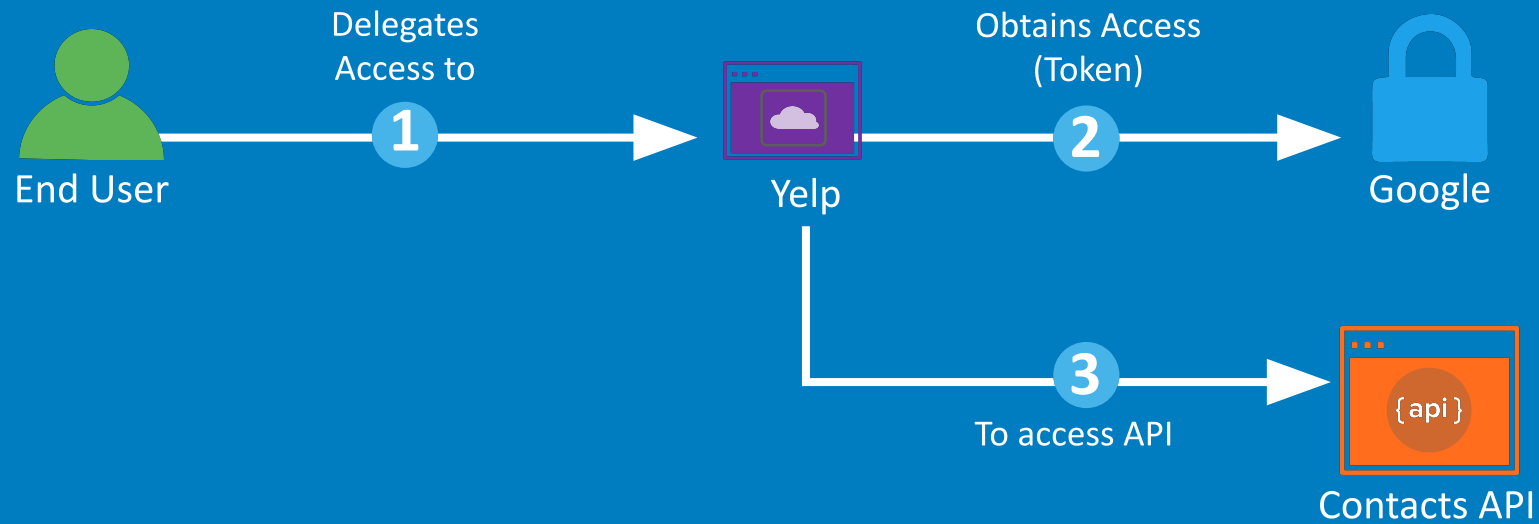 Delegates
Access to
1
End User
Yelp
Obtains Access
(Token)
2
Google
3
To access API
{api}
Contacts API